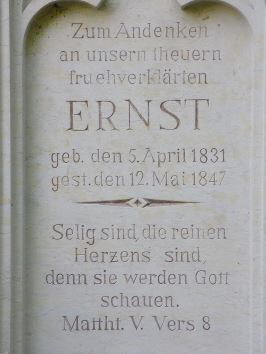 Zum Andenken
an unsern theuern
fruehverklärten
ERNST
geb. den 5. April 1831
gest. den 12. Mai 1847
Selig sind, die reinen
Herzens sind,
denn sie werden Gott
schauen.
Mattht. V. Vers 8